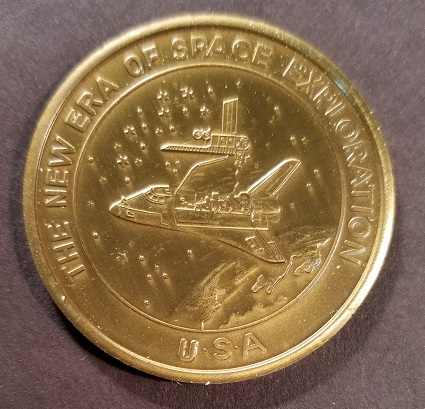 THE NEW ERA OF SPACE EXPLORATION
U·S·A